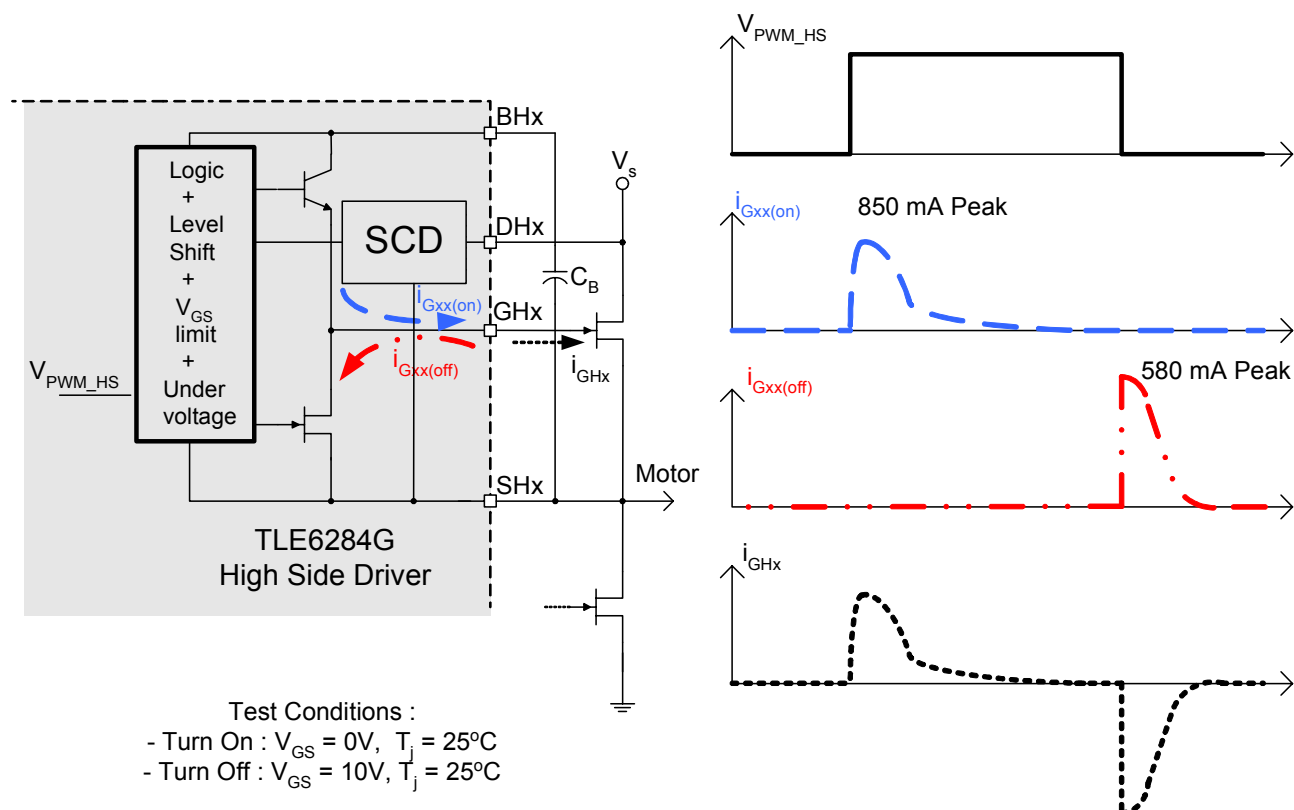 BHx
Logic
+
Level
Shift
+
VGS
limit
+
Under
voltage
VPWM_HS
SCD
DHx
Vs
CB
iGxx(on)
GHx
iGxx(off)
iGHx
SHx
Motor
TLE6284G
High Side Driver
Test Conditions :
- Turn On : VGS = 0V, Tj = 25ºC
- Turn Off : VGS = 10V, Tj = 25ºC
VPWM_HS
iGxx(on)
850 mA Peak
iGxx(off)
580 mA Peak
iGHx